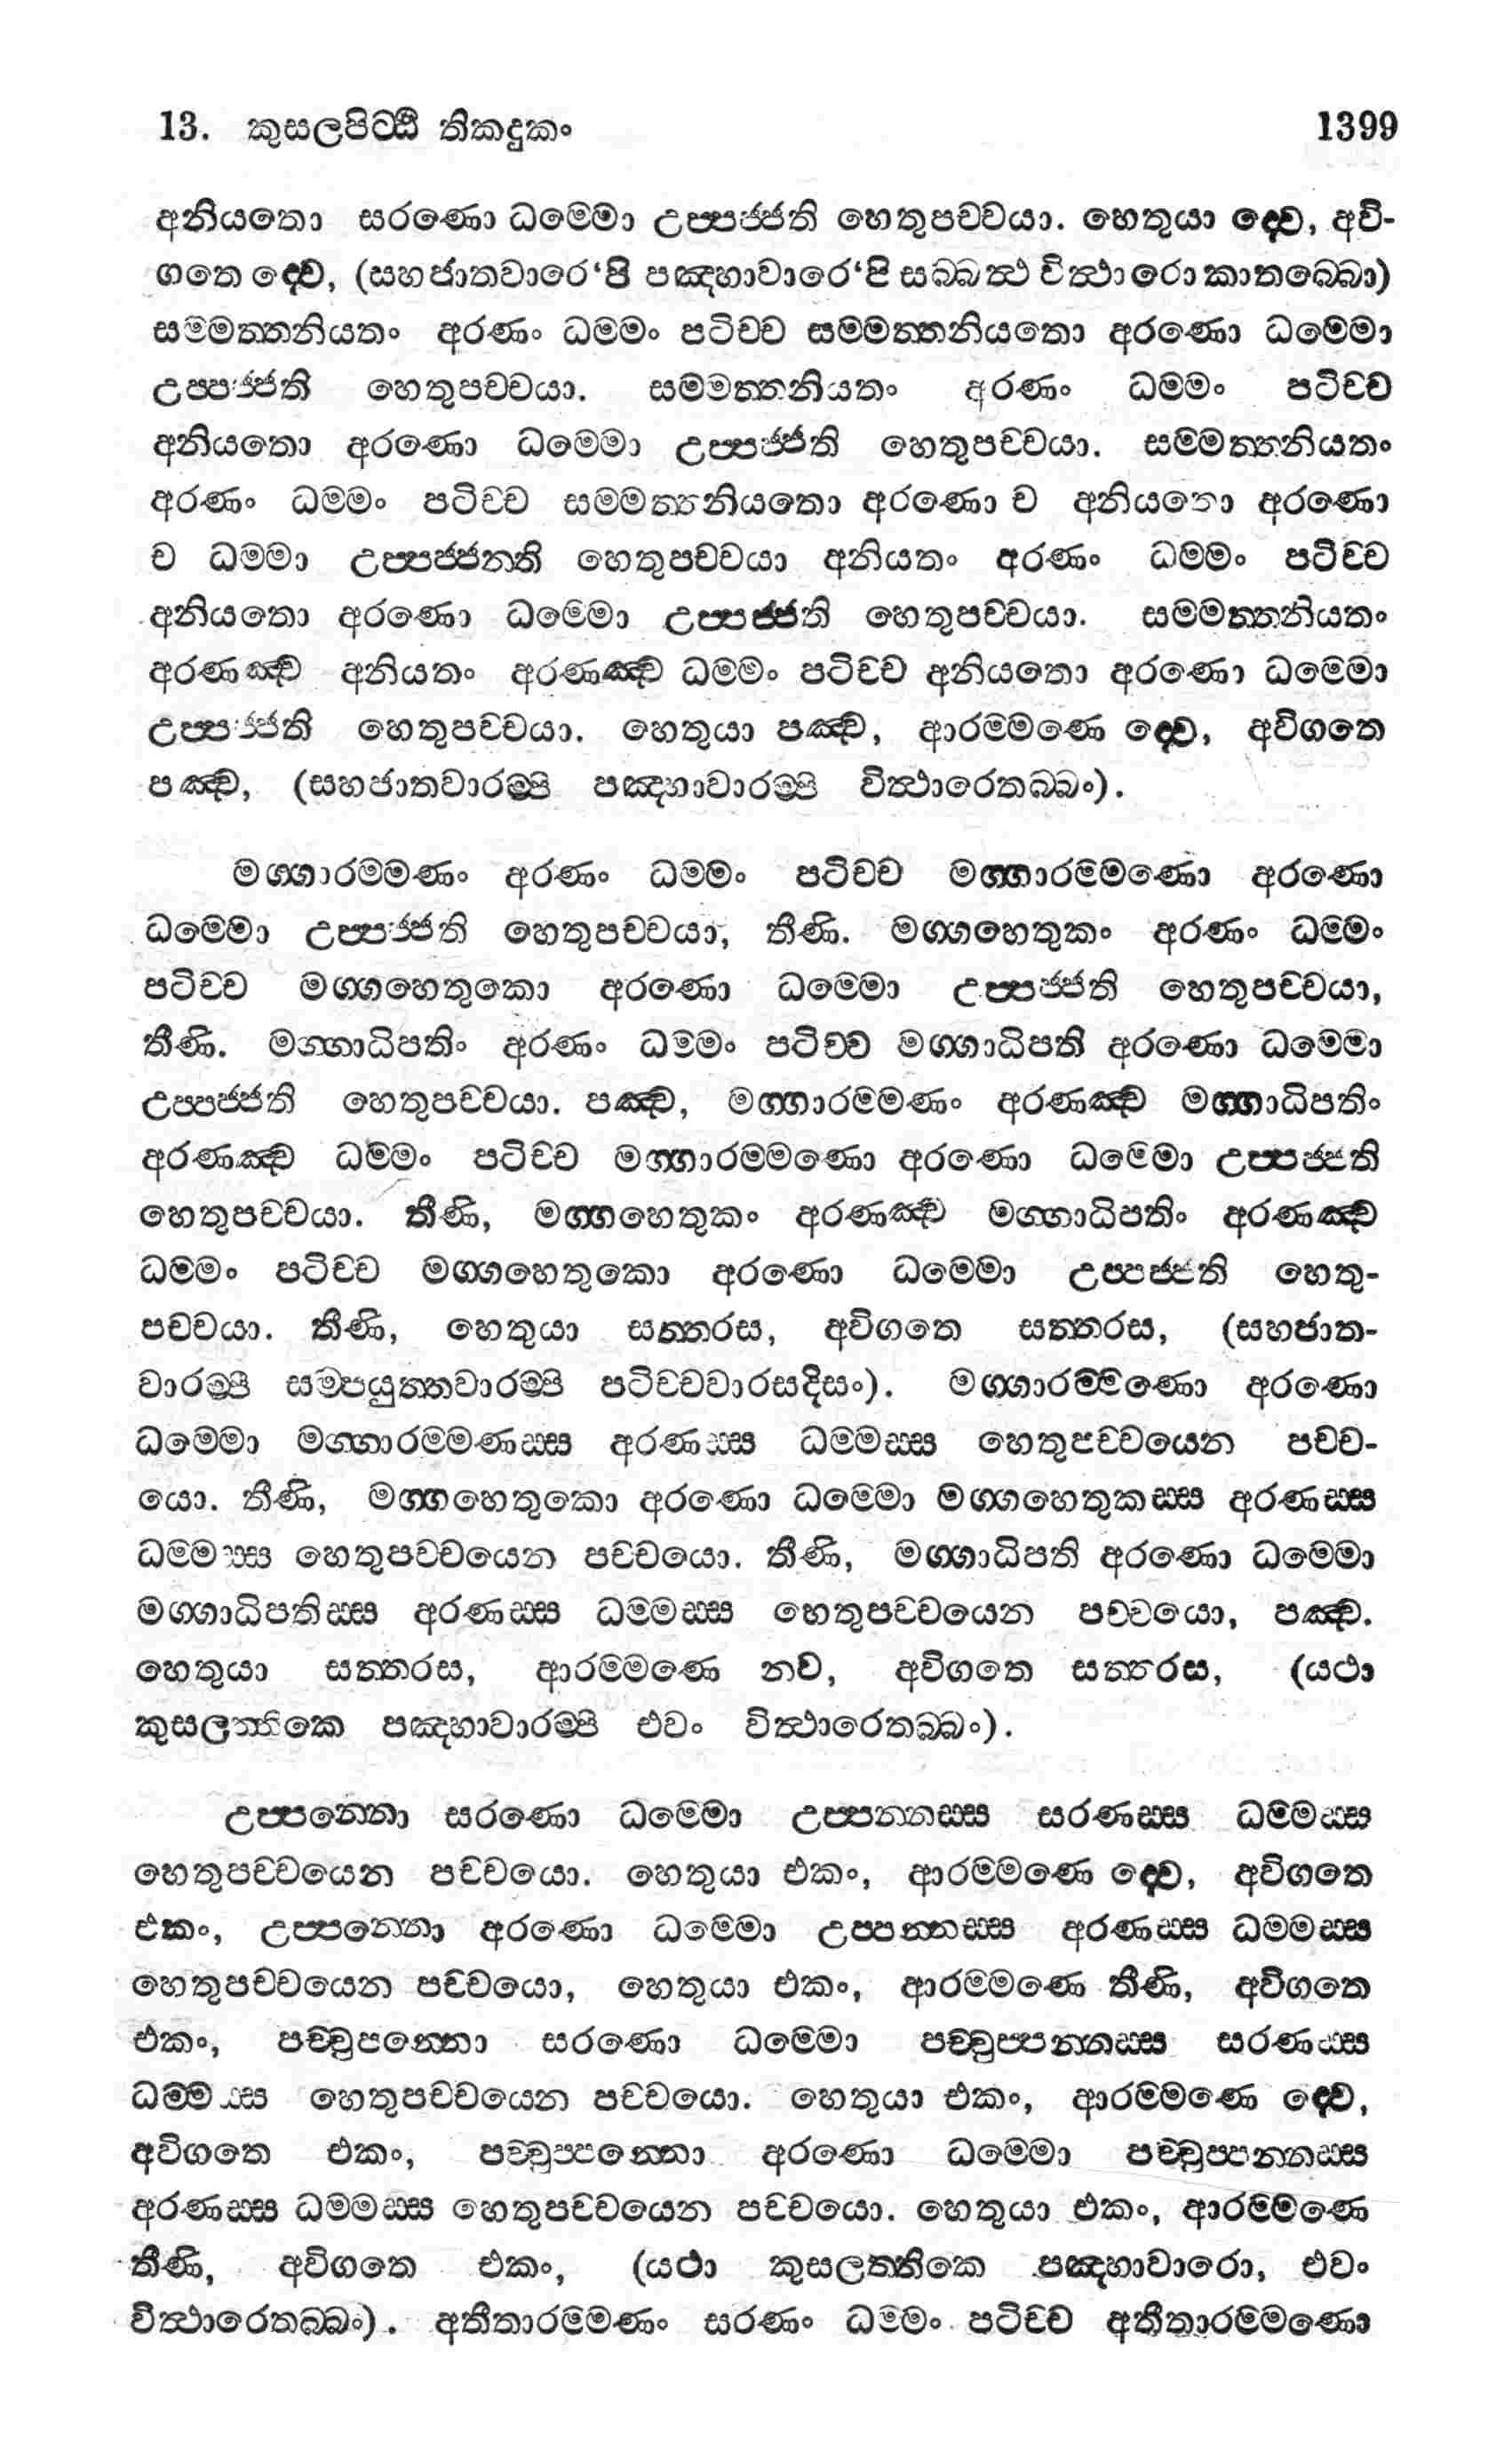 13. කුසලපිට්ඨි තිකදුකං 1399
අනියතො සරණො ධම්මො උප්පජ්ජති හෙතුපච්චයා. හෙතුයා ද්වෙ, අවි-
ගතෙ ද්වෙ, (සහජාතවාරෙ‘පි පඤ්හාවාරෙ‘පි සබ්බත්ථ විත්ථාරො කාතබ්බො)
සම්මත්තනියතං අරණං ධම්මං පටිච්ච සම්මත්තනියතො අරණො ධම්මො
උප්පජ්ජති හෙතුපච්චයා. සම්මත්තනියතං අරණං ධම්මං පටිච්ච
අනියතො අරණො ධම්මො උප්පජ්ජති හෙතුපච්චයා. සම්මත්තනියතං
අරණං ධම්මං පටිච්ච සම්මත්තනියතො අරණො ච අනියතො අරණො
ච ධම්මා උප්පජ්ජන්ති හෙතුපච්චයා අනියතං අරණං ධම්මං පටිච්ච
අනියතො අරණො ධම්මො උප්පජ්ජති හෙතුපච්චයා. සම්මත්තනියතං
අරණඤ්ච අනියතං අරණඤ්ච ධම්මං පටිච්ච අනියතො අරණො ධම්මො
උප්පජ්ජති හෙතුපච්චයා. හෙතුයා පඤ්ච, ආරම්මණෙ ද්වෙ, අවිගතෙ
පඤ්ච, (සහජාතවාරම්පි පඤ්හාවාරම්පි විත්ථාරෙතබ්බං).
මග්ගාරම්මණං අරණං ධම්මං පටිච්ච මග්ගාරම්මණො අරණො
ධම්මො උප්පජ්ජති හෙතුපච්චයා, තීණි. මග්ගහෙතුකං අරණං ධම්මං
පටිච්ච මග්ගහෙතුකො අරණො ධම්මො උප්පජ්ජති හෙතුපච්චයා,
තීණි. මග්ගාධිපතිං අරණං ධම්මං පටිච්ච මග්ගාධිපති අරණො ධම්මො
උප්පජ්ජති හෙතුපච්චයා. පඤ්ච, මග්ගාරම්මණං අරණඤ්ච මග්ගාධිපතිං
අරණඤ්ච ධම්මං පටිච්ච මග්ගාරම්මණො අරණො ධම්මො උප්පජ්ජති
හෙතුපච්චයා. තීණි, මග්ගහෙතුකං අරණඤ්ච මග්ගාධිපතිං අරණඤ්ච
ධම්මං පටිච්ච මග්ගහෙතුකො අරණො ධම්මො උප්පජ්ජති හෙතු-
පච්චයා. තීණි, හෙතුයා සත්තරස, අවිගතෙ සත්තරස, (සහජාත-
වාරම්පි සම්පයුත්තවාරම්පි පටිච්චවාරසදිසං). මග්ගාරම්මණො අරණො
ධම්මො මග්ගාරම්මණස්ස අරණස්ස ධම්මස්ස හෙතුපච්චයෙන පච්ච-
යො. තීණි, මග්ගහෙතුකො අරණො ධම්මො මග්ගහෙතුකස්ස අරණස්ස
ධම්මස්ස හෙතුපච්චයෙන පච්චයො. තීණි, මග්ගාධිපති අරණො ධම්මො
මග්ගාධිපතිස්ස අරණස්ස ධම්මස්ස හෙතුපච්චයෙන පච්චයො, පඤ්ච.
හෙතුයා සත්තරස, ආරම්මණෙ නව, අවිගතෙ සත්තරස, (යථා
කුසලත්තිකෙ පඤ්හාවාරම්පි එවං විත්ථාරෙතබ්බං).
උප්පන්නො සරණො ධම්මො උප්පන්නස්ස සරණස්ස ධම්මස්ස
හෙතුපච්චයෙන පච්චයො. හෙතුයා එකං, ආරම්මණෙ ද්වෙ, අවිගතෙ
එකං, උප්පන්නො අරණො ධම්මො උප්පන්නස්ස අරණස්ස ධම්මස්ස
හෙතුපච්චයෙන පච්චයො, හෙතුයා එකං, ආරම්මණෙ තීණි, අවිගතෙ
එකං, පච්චුපන්නො සරණො ධම්මො පච්චුප්පන්නස්ස සරණස්ස
ධම්මස්ස හෙතුපච්චයෙන පච්චයො. හෙතුයා එකං, ආරම්මණෙ ද්වෙ,
අවිගතෙ එකං, පච්චුප්පන්නො අරණො ධම්මො පච්චුප්පන්නස්ස
අරණස්ස ධම්මස්ස හෙතුපච්චයෙන පච්චයො. හෙතුයා එකං, ආරම්මණෙ
තීණි, අවිගතෙ එකං, (යථා කුසලත්තිකෙ පඤ්හාවාරො, එවං
විත්ථාරෙතබ්බං). අතීතාරම්මණං සරණං ධම්මං පටිච්ච අතීතාරම්මණො